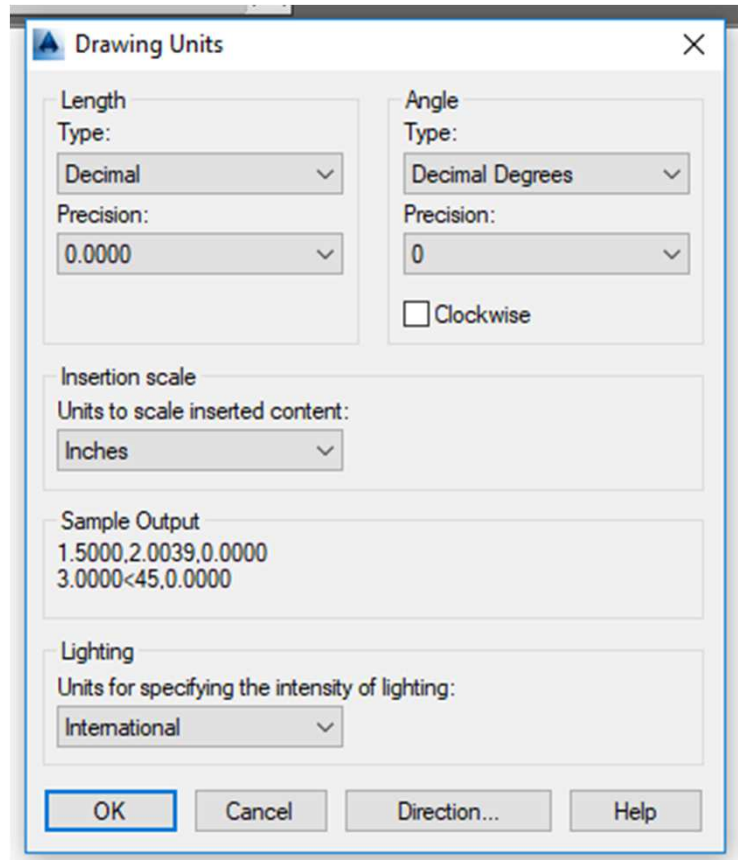 Drawing Units
Length
Type:
Decimal
Precision:
0.0000
Angle
Type:
Decimal Degrees
Precision:
0
Clockwise
Insertion scale
Units to scale inserted content:
Inches
Sample Output
1.5000,2.0039,0.0000
3.0000<45,0.0000
Lighting
Units for specifying the intensity of lighting:
International
OK
Cancel
Direction...
Help